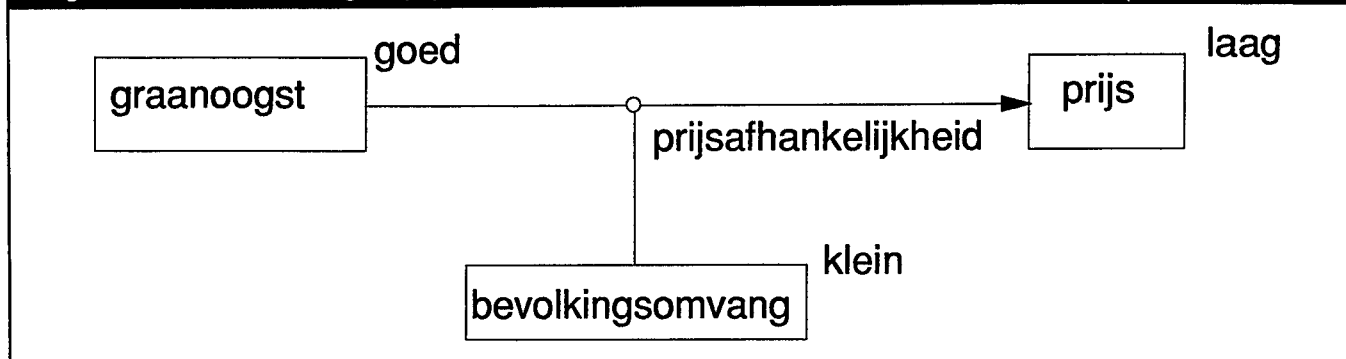 goed
laag
graanoogst
prijs
prijsafhankelijkheid
klein
bevolkingsomvang